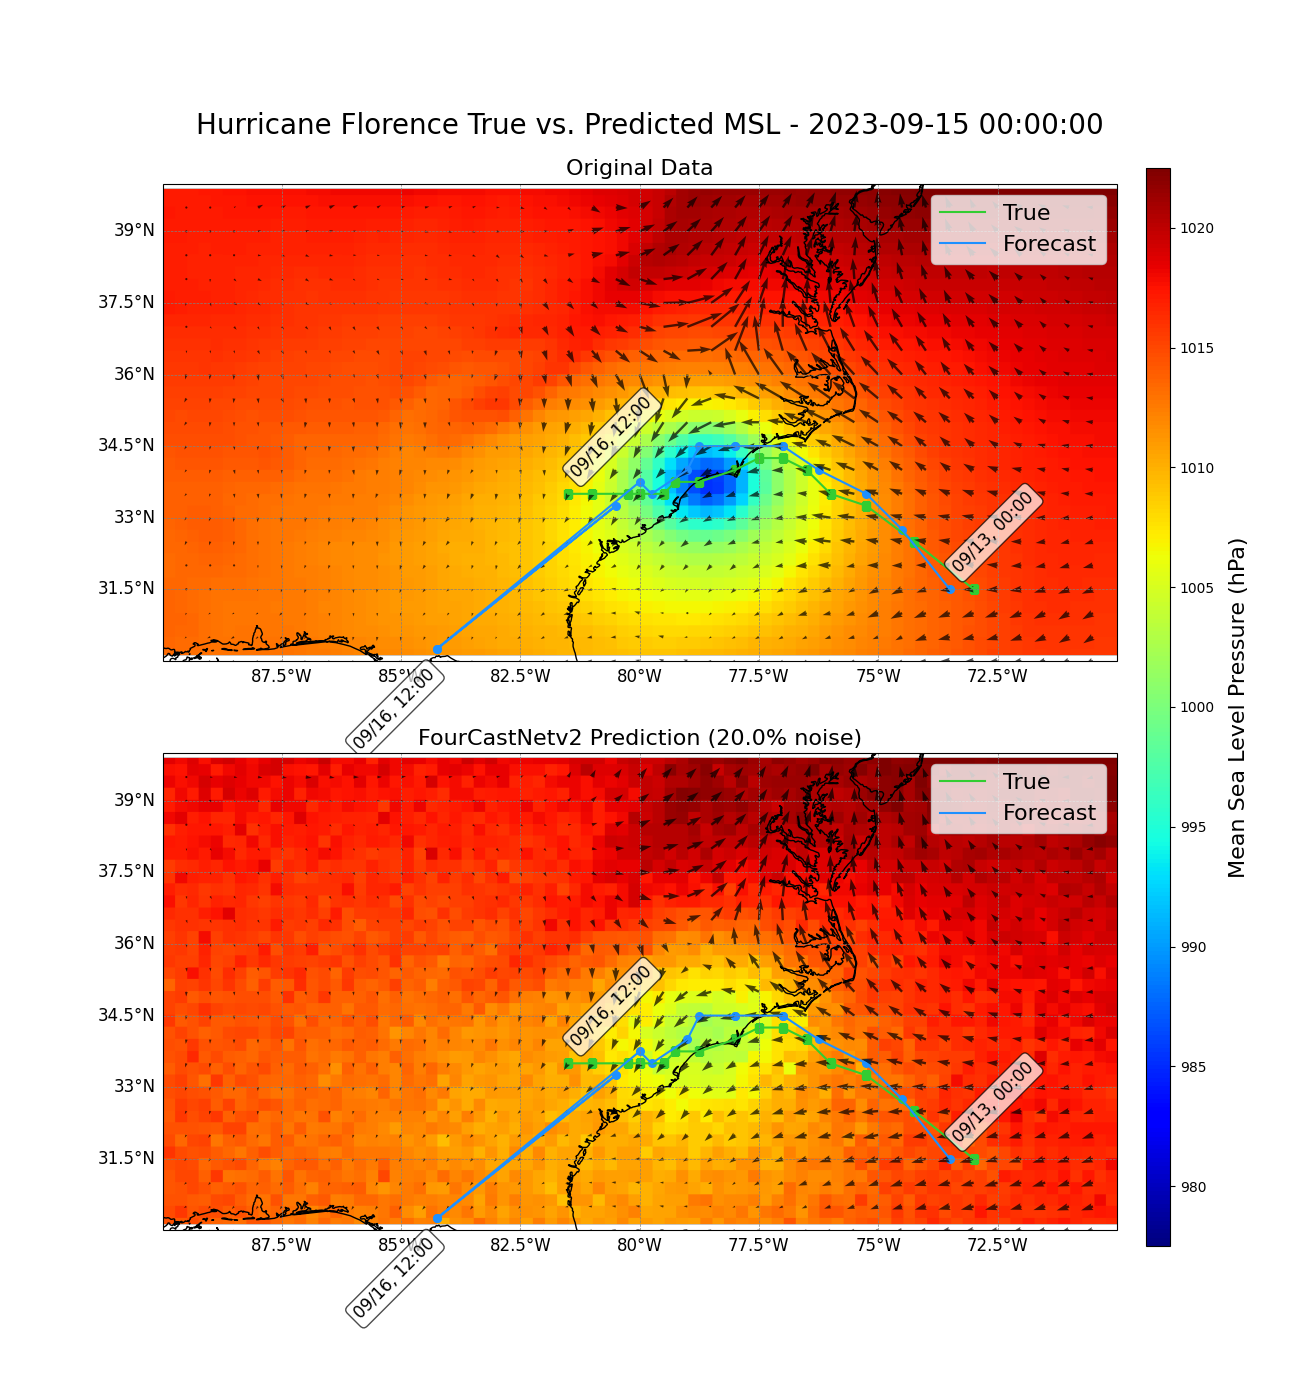 Hurricane Florence True vs. Predicted MSL - 2023-09-15 00:00:00
Original Data
True
Forecast
39°N
37.5°N
36°N
34.5°N
33°N
31.5°N
09/16, 12:00
09/13, 00:00
09/16, 12:00
87.5°W
85°W
82.5°W
80°W
77.5°W
75°W
72.5°W
FourCastNetv2 Prediction (20.0% noise)
True
Forecast
39°N
37.5°N
36°N
34.5°N
33°N
31.5°N
09/16, 12:00
09/13, 00:00
09/16, 12:00
87.5°W
85°W
82.5°W
80°W
77.5°W
75°W
72.5°W
1020
1015
1010
1005
1000
995
990
985
980
Mean Sea Level Pressure (hPa)